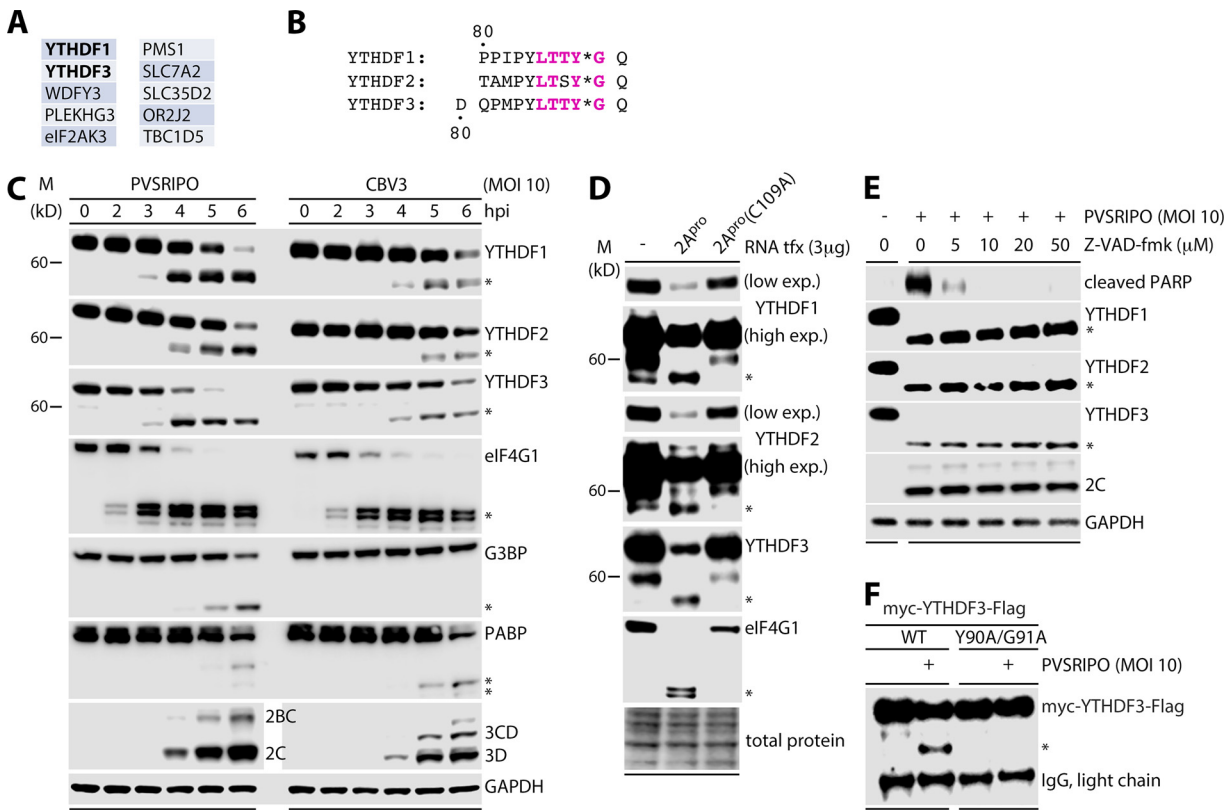 A
YTHDF1 PMS1
YTHDF3 SLC7A2
WDFY3 SLC35D2
PLEKHG3 OR2J2
eIF2AK3 TBC1D5
B
80
YTHDF1: PPIPYLTTY*G Q
YTHDF2: TAMPYLTSY*G Q
YTHDF3: D QPMPYLTTY*G Q
80
C
M PVSRIPO CBV3 (MOI 10)
(kD) 0 2 3 4 5 6 0 2 3 4 5 6 hpi
YTHDF1
60
*
YTHDF2
60
*
YTHDF3
60
*
eIF4G1
*
G3BP
*
PABP
*
*
2BC
3CD
2C 3D
GAPDH
D
M - 2Apro 2Apro(C109A) RNA tfx (3µg)
(kD)
(low exp.)
YTHDF1
(high exp.)
60
*
(low exp.)
YTHDF2
(high exp.)
60
*
YTHDF3
60
*
eIF4G1
*
total protein
E
- + + + + + PVSRIPO (MOI 10)
0 0 5 10 20 50 Z-VAD-fmk (µM)
cleaved PARP
YTHDF1
*
YTHDF2
*
YTHDF3
*
2C
GAPDH
F
myc-YTHDF3-Flag
WT Y90A/G91A
+ + PVSRIPO (MOI 10)
myc-YTHDF3-Flag
*
IgG, light chain